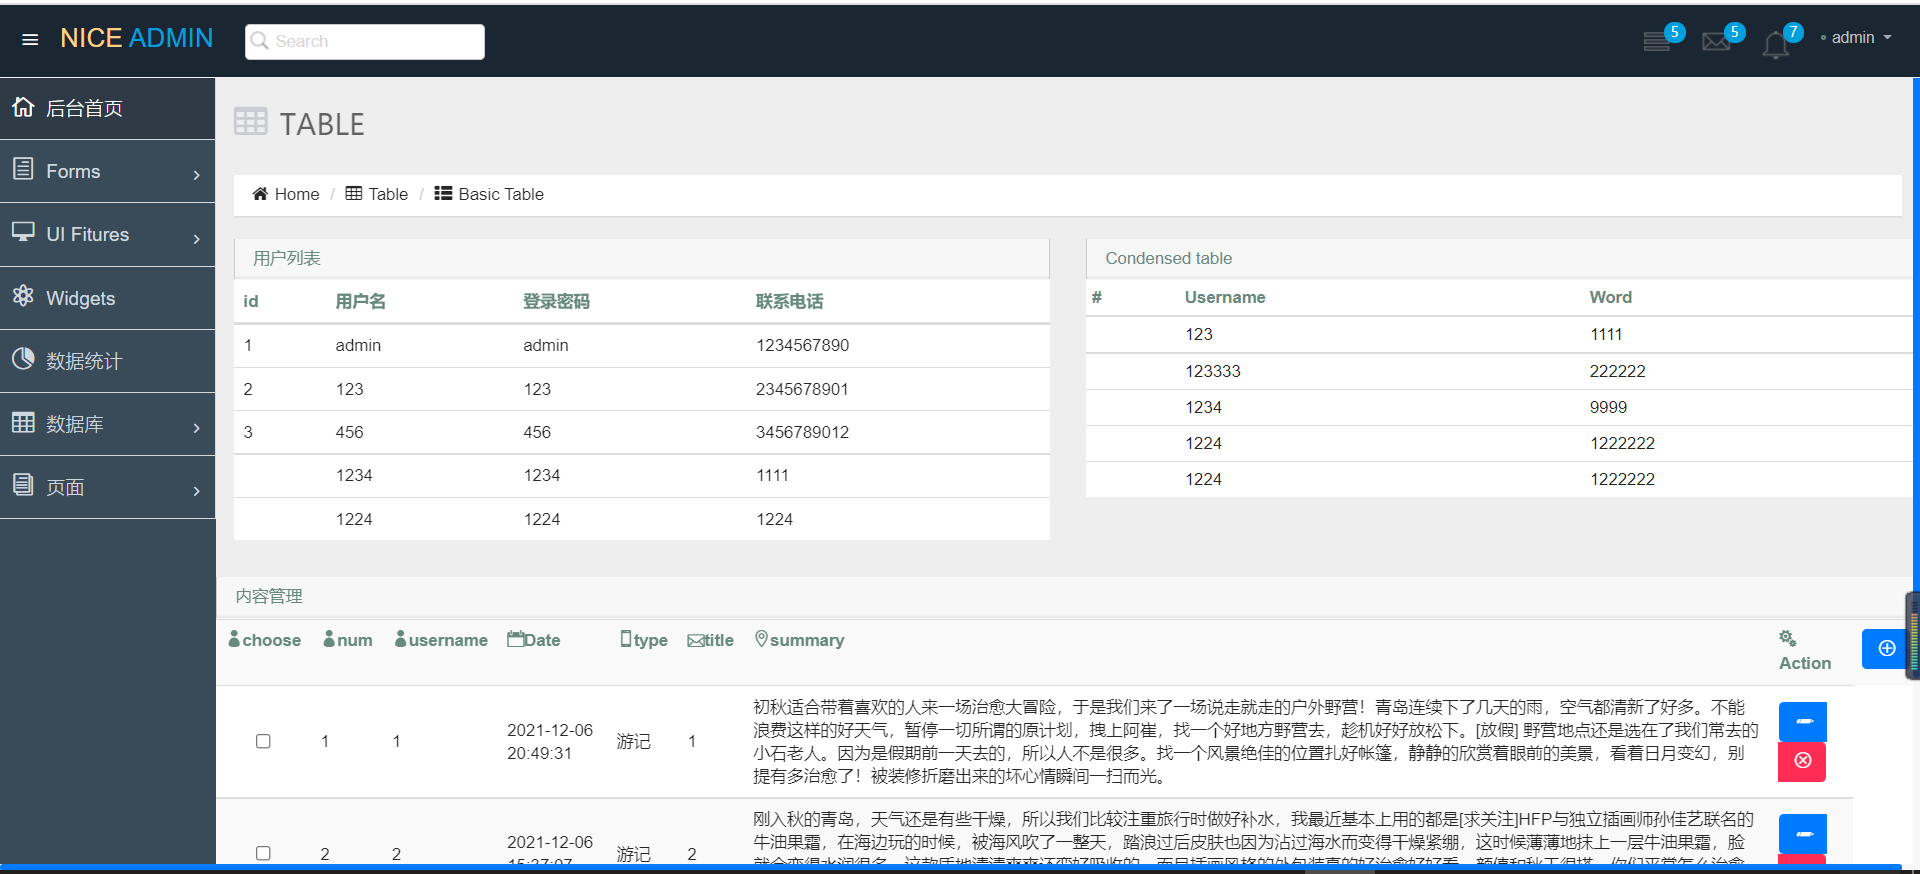 NICE ADMIN
Search
5
5
7
admin
后台首页
Forms
UI Fitures
Widgets
数据统计
数据库
页面
TABLE
Home / Table / Basic Table
用户列表
id 用户名 登录密码 联系电话
1 admin admin 1234567890
2 123 123 2345678901
3 456 456 3456789012
1234 1234 1111
1224 1224 1224
Condensed table
# Username Word
123 1111
123333 222222
1234 9999
1224 1222222
1224 1222222
内容管理
choose num username Date type title summary Action
1 1 2021-12-06 20:49:31 游记 1
初秋适合带着喜欢的人来一场治愈大冒险，于是我们来了一场说走就走的户外野营！青岛连续下了几天的雨，空气都清新了好多。不能
浪费这样的好天气，暂停一切所谓的原计划，拽上阿崔，找一个好地方野营去，趁机好好放松下。[放假] 野营地点还是选在了我们常去的
小石老人。因为是假期前一天去的，所以人不是很多。找一个风景绝佳的位置扎好帐篷，静静的欣赏着眼前的美景，看着日月变幻，别
提有多治愈了！被装修折磨出来的坏心情瞬间一扫而光。
2 2 2021-12-06 15:37:07 游记 2
刚入秋的青岛，天气还是有些干燥，所以我们比较注重旅行时做好补水，我最近基本上用的都是[求关注]HFP与独立插画师孙佳艺联名的
牛油果霜，在海边玩的时候，被海风吹了一整天，踏浪过后皮肤也因为沾过海水而变得干燥紧绷，这时候薄薄地抹上一层牛油果霜，脸